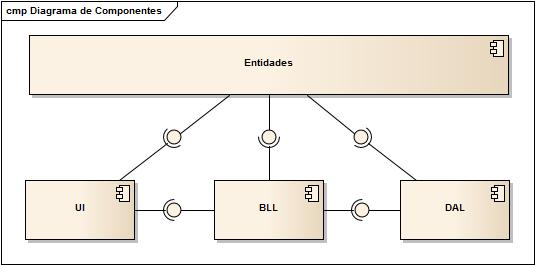 cmp Diagrama de Componentes
Entidades
UI
BLL
DAL